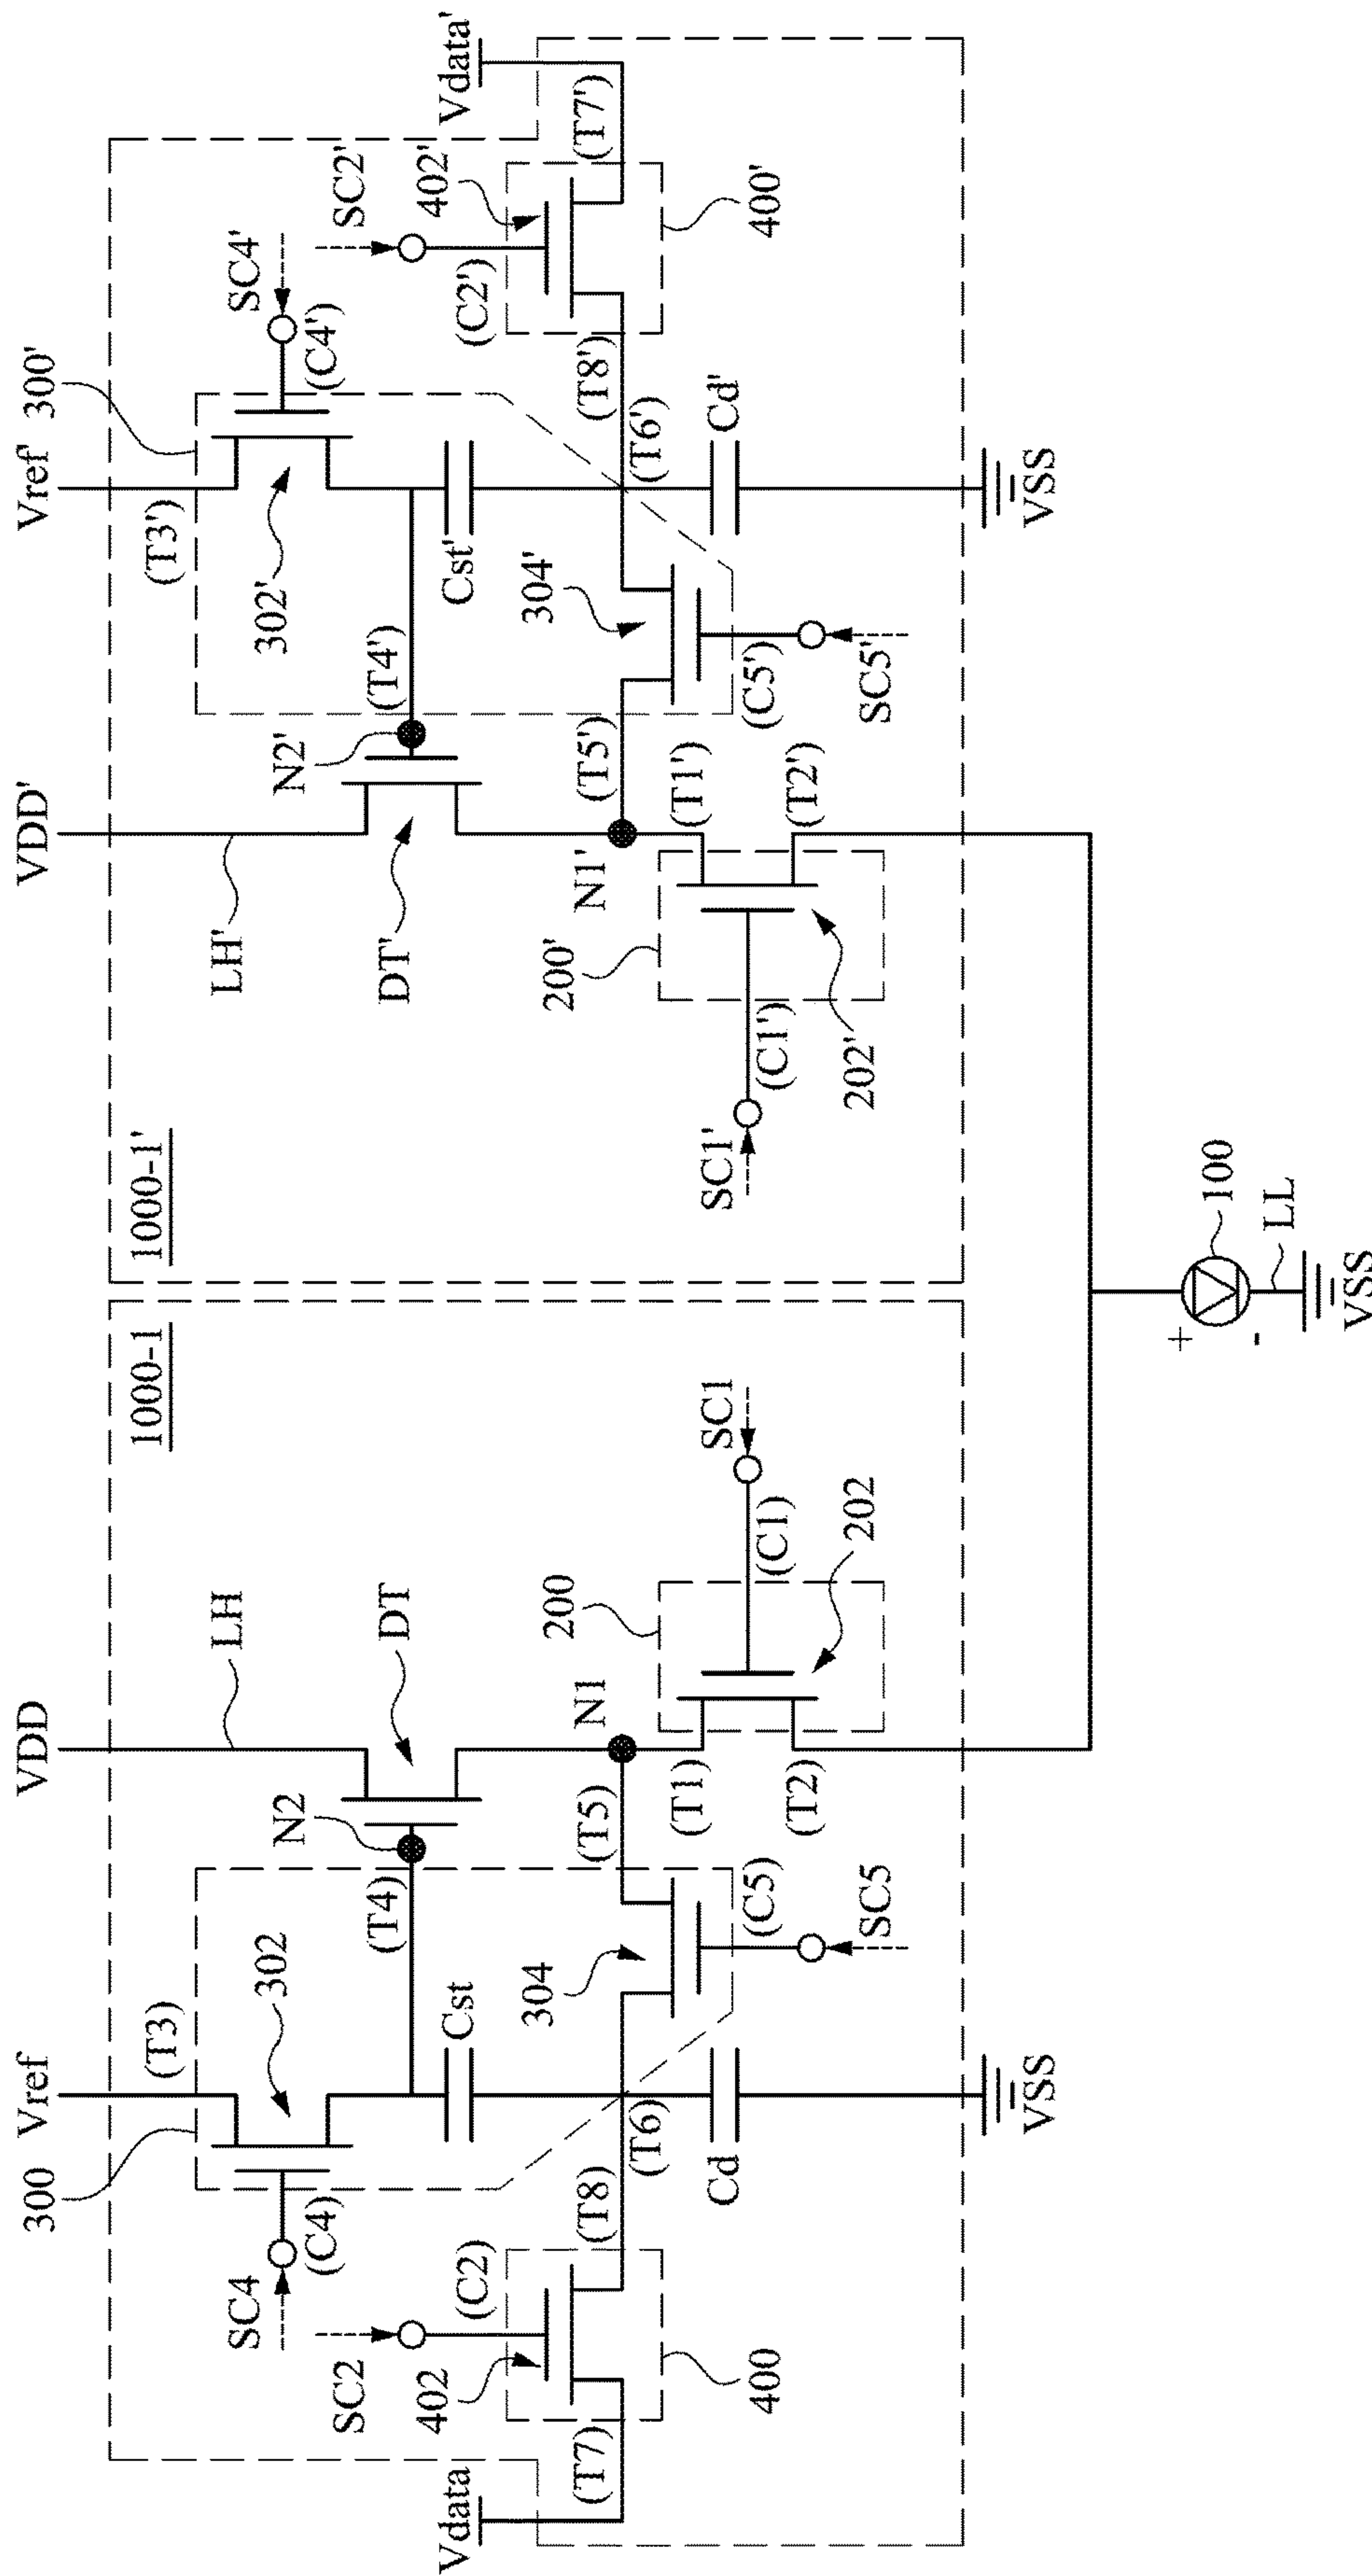 Vref
VDD
VDD'
Vref'
300
(T3)
LH
LH'
(T3')
300'
1000-1
1000-1'
SC4
(C4)
302
N2
DT
DT'
N2'
302'
(C4')
SC4'
Vdata
SC2
402
(C2)
(T4)
(T4')
(C2')
SC2'
402'
Vdata'
Cst
Cst'
(T7)
(T8)
304
(T5)
N1
200
200'
N1'
(T5')
304'
(T8')
(T7')
(T6)
(T1)
SC1
SC1'
(T1')
(T6')
400
Cd
(C5)
(C1)
(C1')
(C5')
Cd'
400'
(T2)
202
202'
(T2')
SC5
SC5'
VSS
VSS
+
100
-
LL
VSS